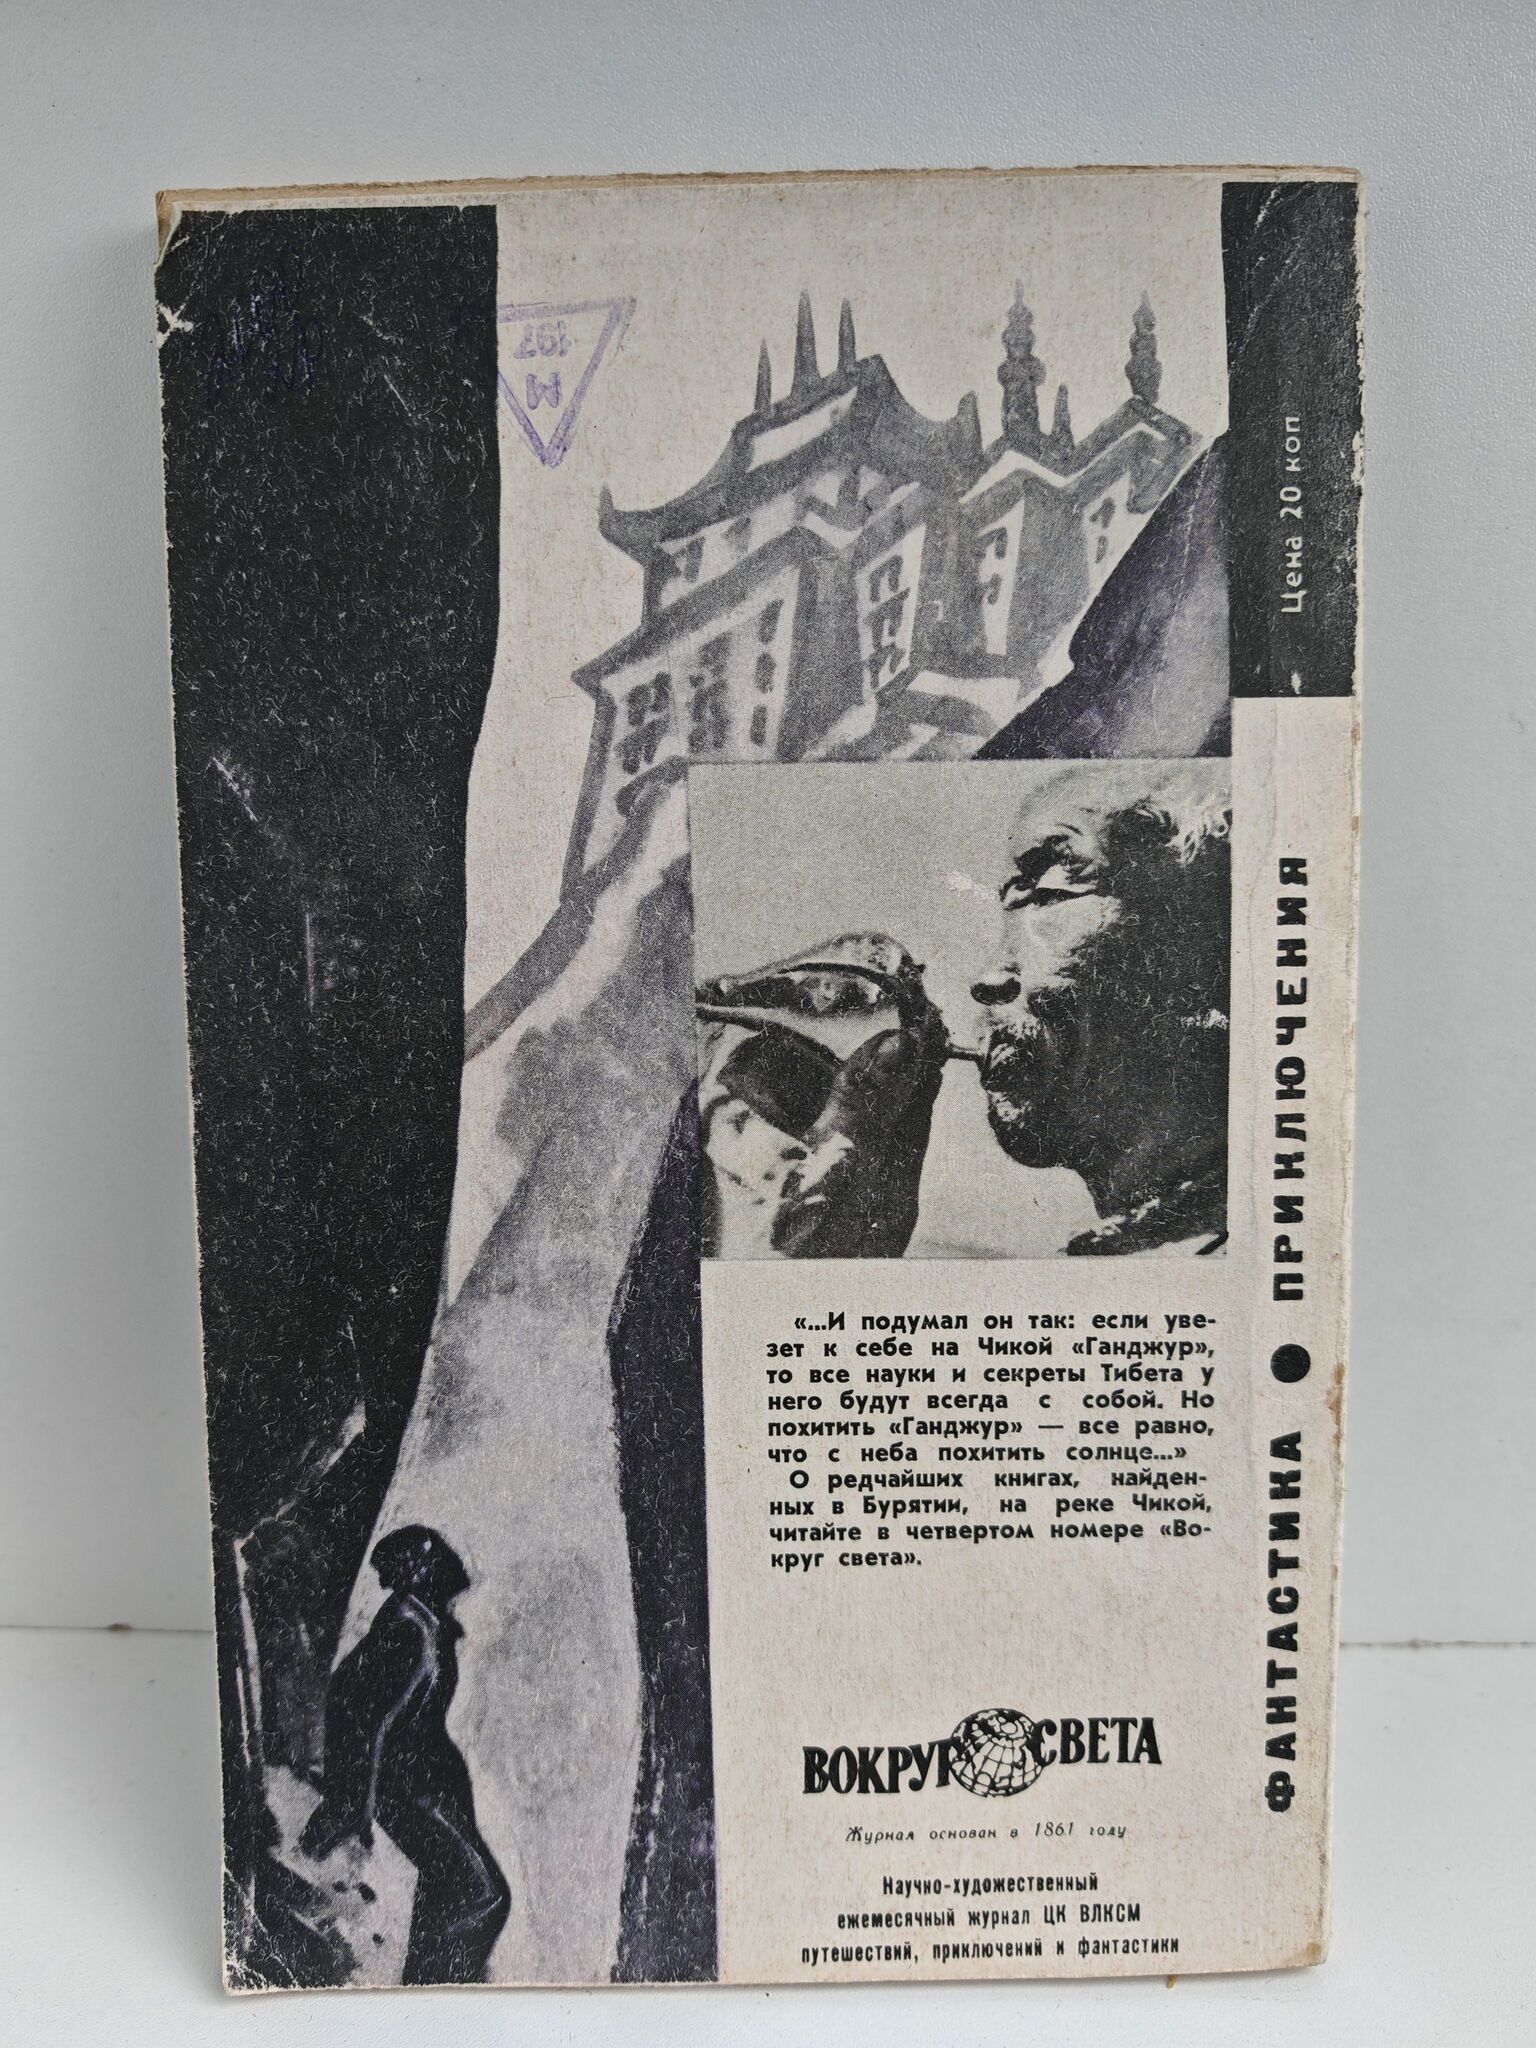 М
197
Цена 20 коп
ФАНТАСТИКА ● ПРИКЛЮЧЕНИЯ
«...И подумал он так: если уве-
зет к себе на Чикой «Ганджур»,
то все науки и секреты Тибета у
него будут всегда с собой. Но
похитить «Ганджур» — все равно,
что с неба похитить солнце...»
О редчайших книгах, найден-
ных в Бурятии, на реке Чикой,
читайте в четвертом номере «Во-
круг света».
ВОКРУГ СВЕТА
Журнал основан в 1861 году
Научно-художественный
ежемесячный журнал ЦК ВЛКСМ
путешествий, приключений и фантастики